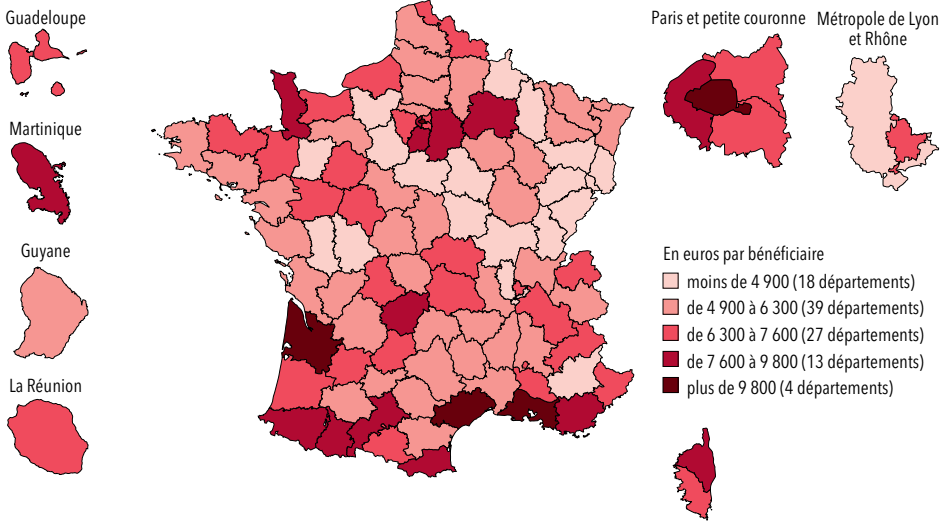 Guadeloupe
Martinique
Guyane
La Réunion
Paris et petite couronne
Métropole de Lyon
et Rhône
En euros par bénéficiaire
moins de 4 900 (18 départements)
de 4 900 à 6 300 (39 départements)
de 6 300 à 7 600 (27 départements)
de 7 600 à 9 800 (13 départements)
plus de 9 800 (4 départements)